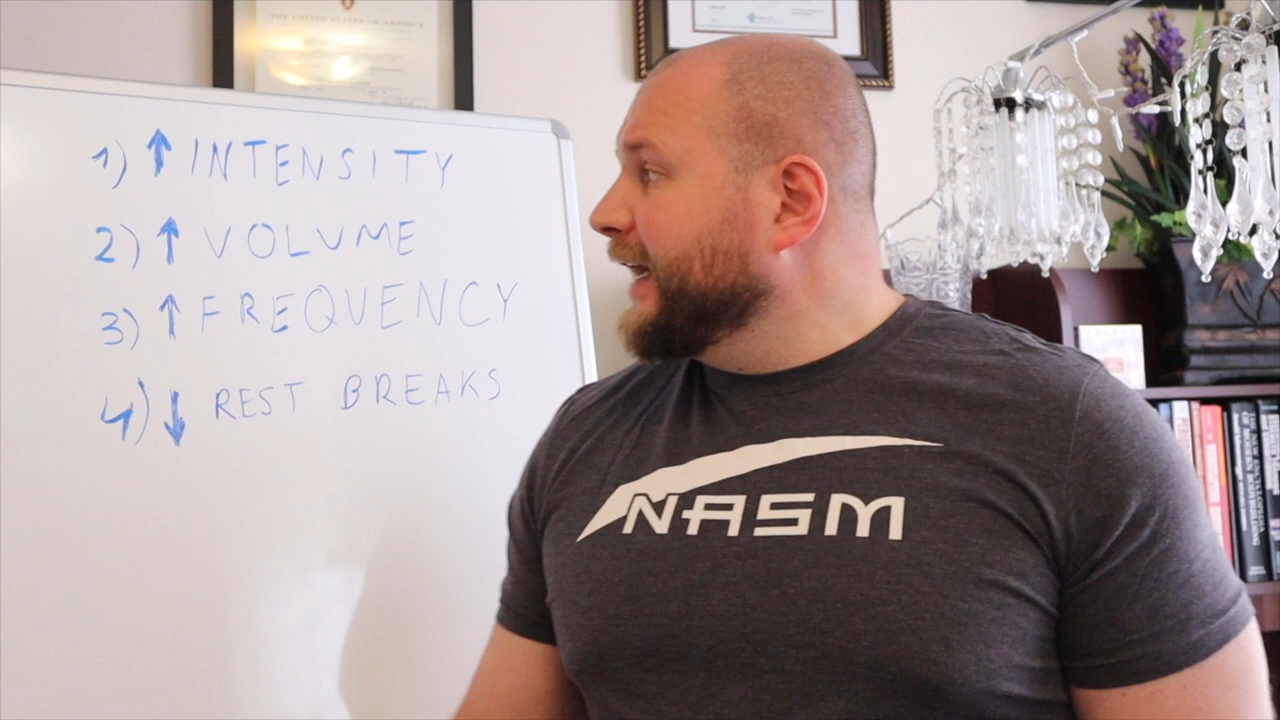 1) ↑ INTENSITY
2) ↑ VOLUME
3) ↑ FREQUENCY
4) ↓ REST BREAKS
NASM